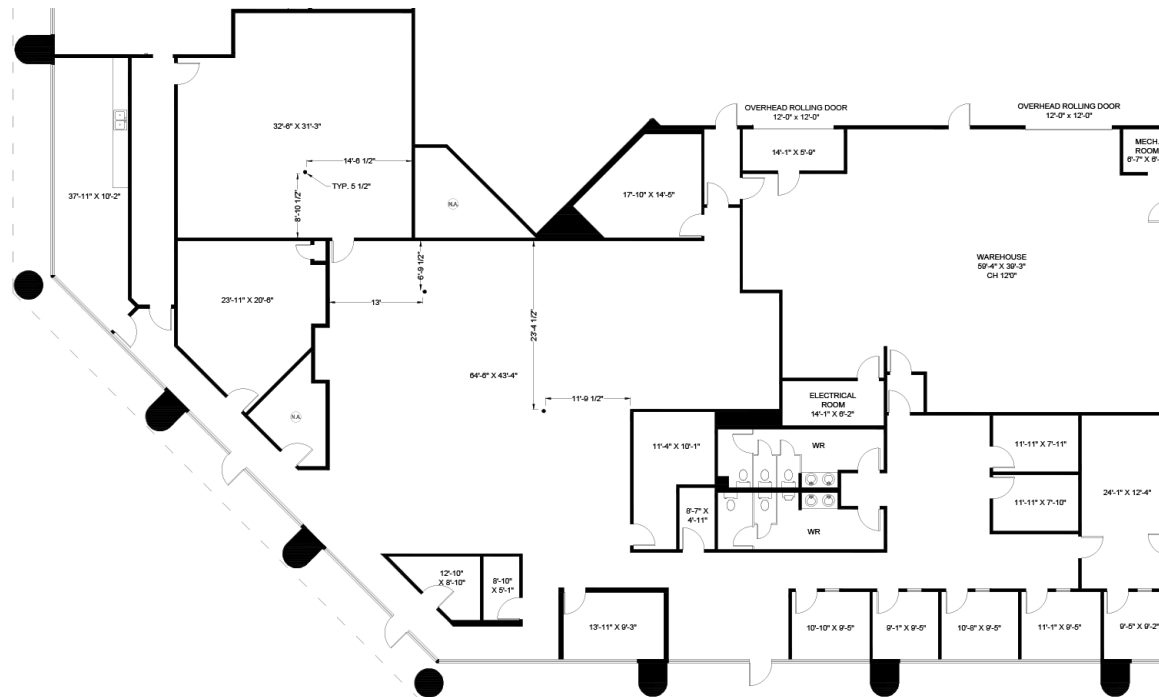 OVERHEAD ROLLING DOOR
12'-0" x 12'-0"
OVERHEAD ROLLING DOOR
12'-0" x 12'-0"
32'-6" X 31'-3"
14'-1" X 5'-9"
MECH.
ROOM
6'-7" X 6'-
14'-6 1/2"
TYP. 5 1/2"
8'-10 1/2"
37'-11" X 10'-2"
N.A.
17'-10" X 14'-5"
WAREHOUSE
59'-4" X 39'-3"
CH 12'0"
6'-9 1/2"
23'-11" X 20'-6"
13'
23'-4 1/2"
64'-6" X 43'-4"
11'-9 1/2"
ELECTRICAL
ROOM
14'-1" X 6'-2"
N.A.
11'-4" X 10'-1"
WR
11'-11" X 7'-11"
24'-1" X 12'-4"
11'-11" X 7'-10"
8'-7" X
4'-11"
WR
12'-10"
X 8'-10"
8'-10"
X 5'-1"
13'-11" X 9'-3"
10'-10" X 9'-5"
9'-1" X 9'-5"
10'-8" X 9'-5"
11'-1" X 9'-5"
9'-5" X 9'-2"